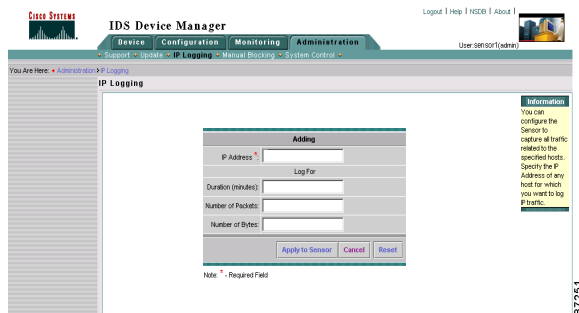 CISCO SYSTEMS
IDS Device Manager
Logout | Help | NSDB | About |
Device Configuration Monitoring Administration
User:sensor1(admin)
Support Update IP Logging Manual Blocking System Control
You Are Here: Administration > IP Logging
IP Logging
Adding
IP Address *:
Log For
Duration (minutes):
Number of Packets:
Number of Bytes:
Apply to Sensor Cancel Reset
Note: * - Required Field
Information
You can
configure the
Sensor to
capture all traffic
related to the
specified hosts.
Specify the IP
Address of any
host for which
you want to log
IP traffic.
87261